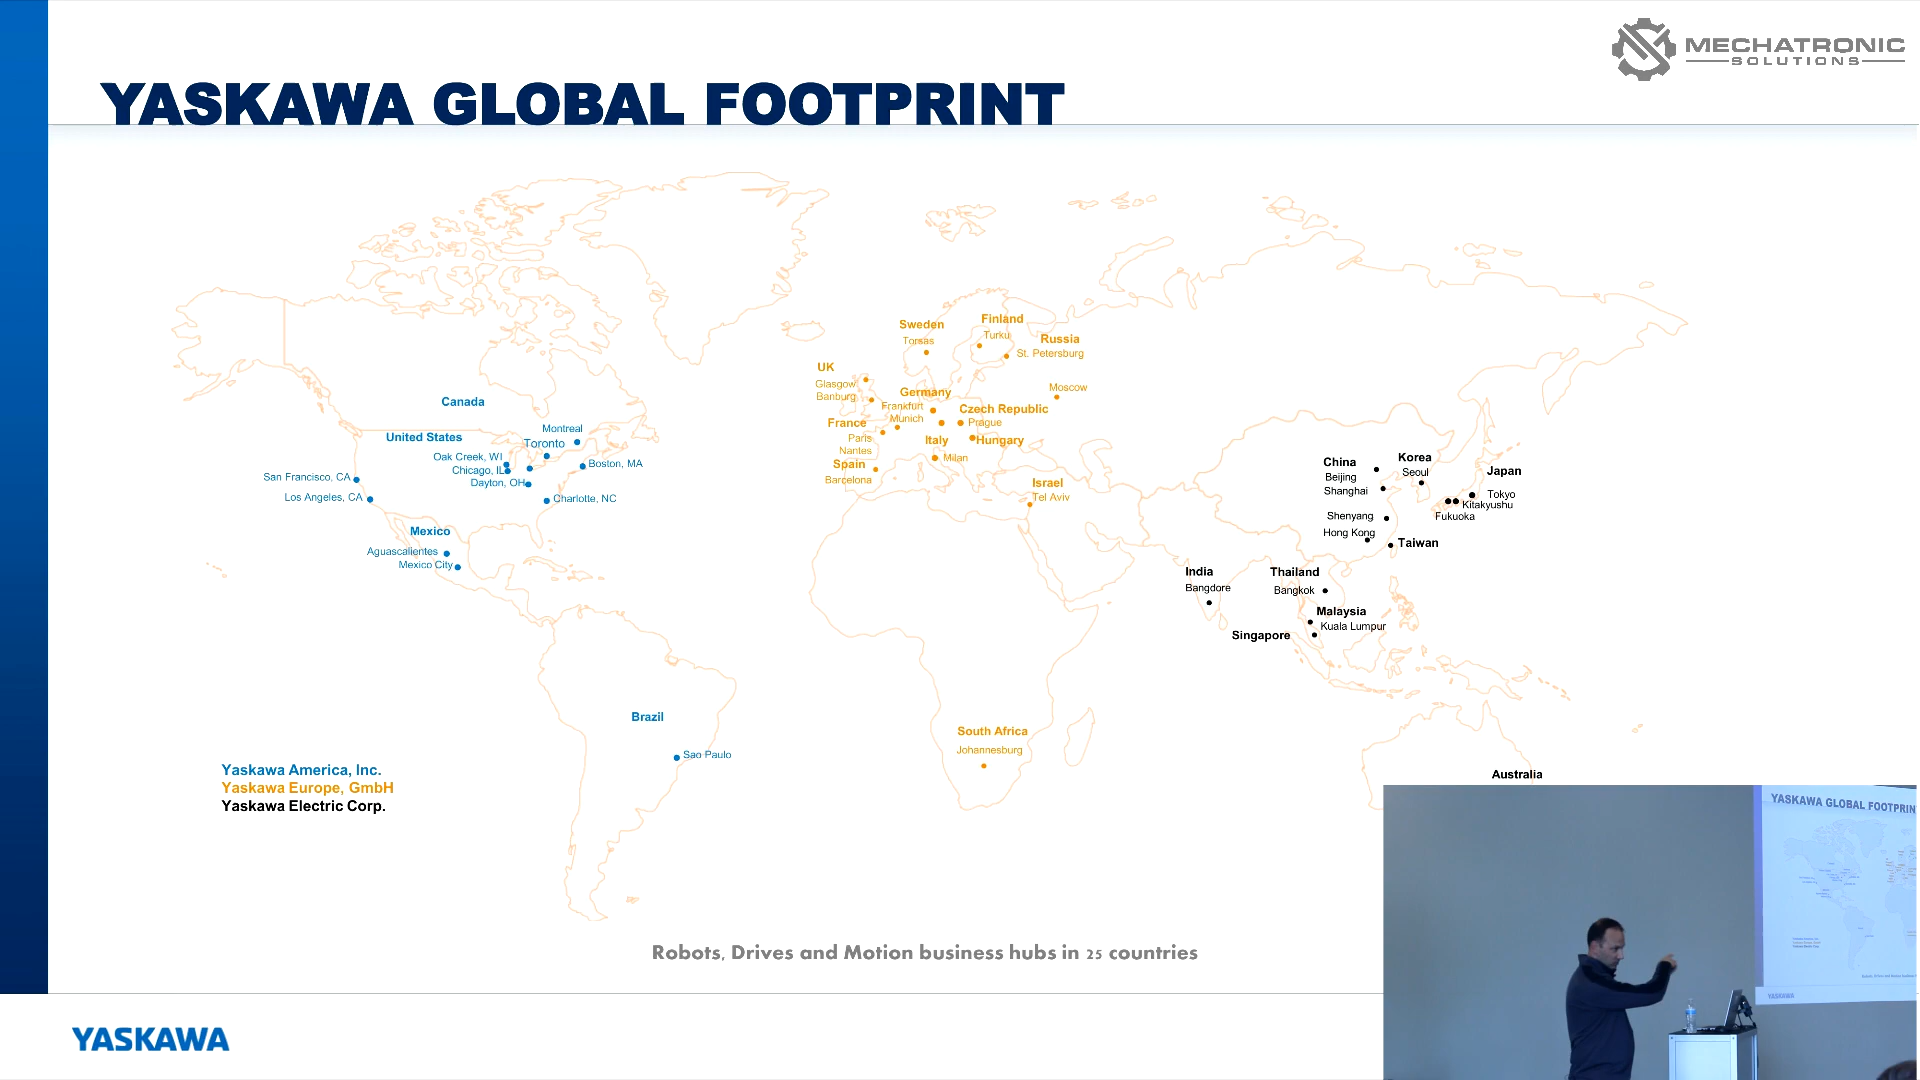 MECHATRONIC
SOLUTIONS
YASKAWA GLOBAL FOOTPRINT
Canada
United States
Montreal
Toronto
Oak Creek, WI
Chicago, IL
Dayton, OH
Boston, MA
Charlotte, NC
San Francisco, CA
Los Angeles, CA
Mexico
Aguascalientes
Mexico City
Brazil
Sao Paulo
Sweden
Torsas
Finland
Turku
Russia
St. Petersburg
Moscow
UK
Glasgow
Banburg
Germany
Frankfurt
Munich
Czech Republic
Prague
France
Paris
Nantes
Italy
Milan
Hungary
Spain
Barcelona
Israel
Tel Aviv
South Africa
Johannesburg
China
Beijing
Shanghai
Shenyang
Hong Kong
Korea
Seoul
Japan
Tokyo
Kitakyushu
Fukuoka
Taiwan
India
Bangdore
Thailand
Bangkok
Malaysia
Kuala Lumpur
Singapore
Australia
Yaskawa America, Inc.
Yaskawa Europe, GmbH
Yaskawa Electric Corp.
Robots, Drives and Motion business hubs in 25 countries
YASKAWA
YASKAWA GLOBAL FOOTPRIN
YASKAWA